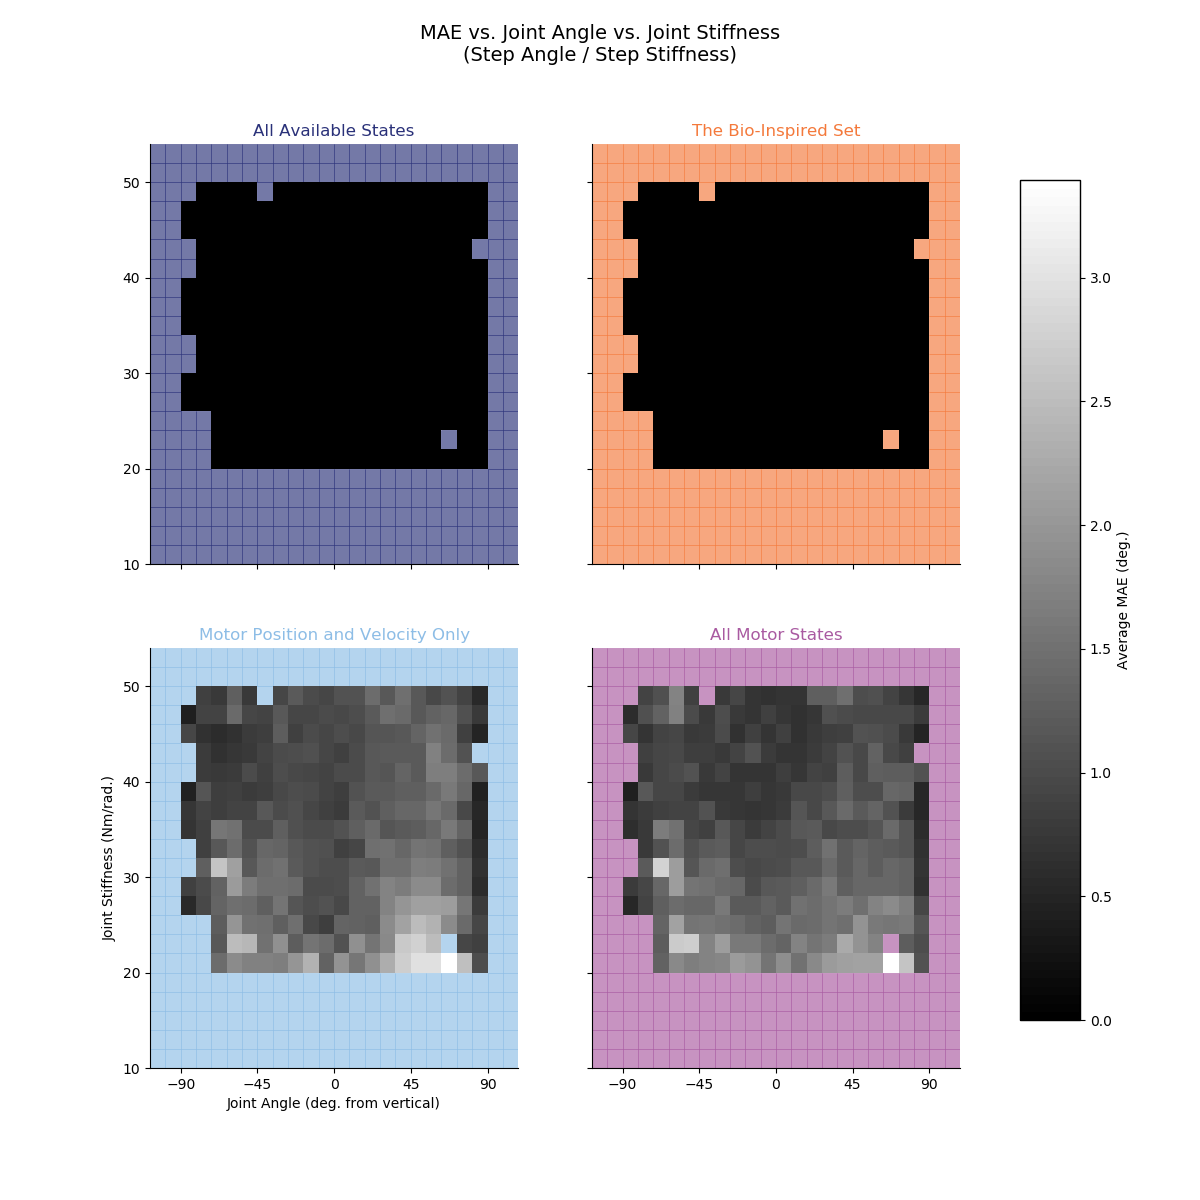 MAE vs. Joint Angle vs. Joint Stiffness
(Step Angle / Step Stiffness)
All Available States
The Bio-Inspired Set
50
40
30
20
10
3.0
2.5
2.0
1.5
1.0
0.5
0.0
Average MAE (deg.)
Motor Position and Velocity Only
All Motor States
50
40
30
20
10
Joint Stiffness (Nm/rad.)
−90 −45 0 45 90
Joint Angle (deg. from vertical)
−90 −45 0 45 90